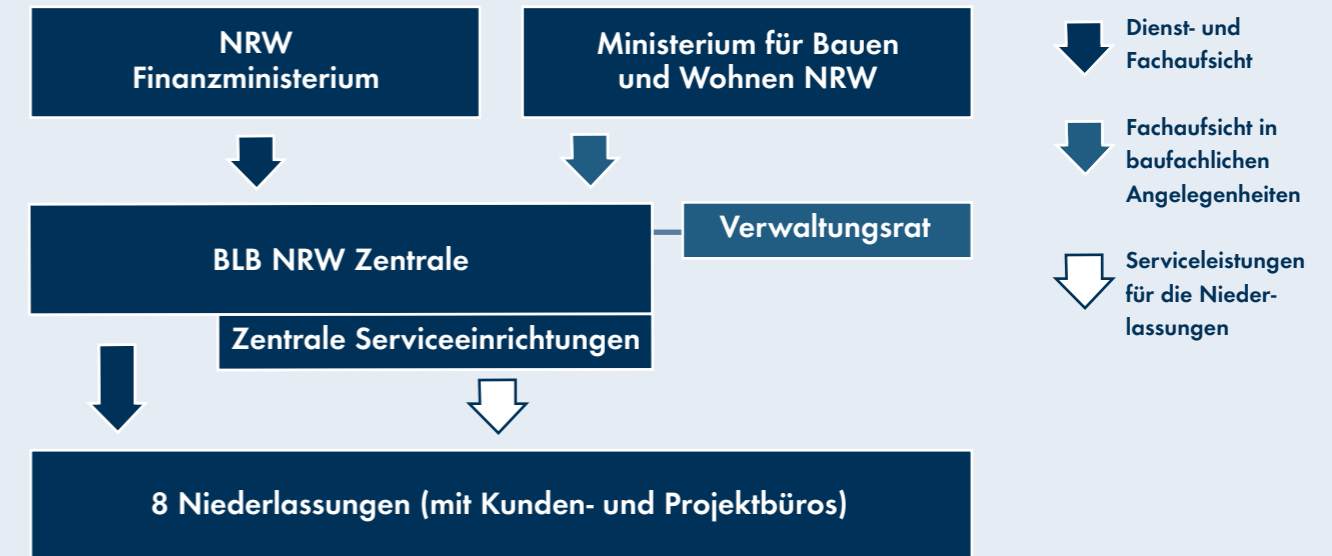 NRW
Finanzministerium
Ministerium für Bauen
und Wohnen NRW
BLB NRW Zentrale
Verwaltungsrat
Zentrale Serviceeinrichtungen
8 Niederlassungen (mit Kunden- und Projektbüros)
Dienst- und
Fachaufsicht
Fachaufsicht in
baufachlichen
Angelegenheiten
Serviceleistungen
für die Nieder-
lassungen